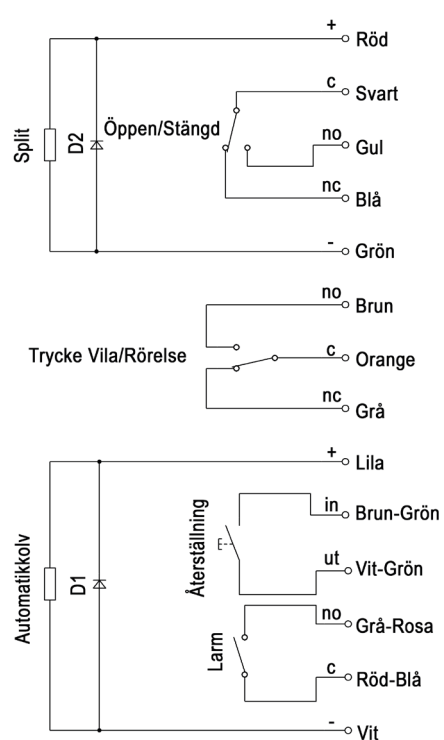 + Röd
c Svart
Öppen/Stängd
no Gul
Split
D2
nc Blå
- Grön
no Brun
Trycke Vila/Rörelse
c Orange
nc Grå
+ Lila
in Brun-Grön
Återställning
ut Vit-Grön
Automatikkolv
D1
no Grå-Rosa
Larm
c Röd-Blå
- Vit